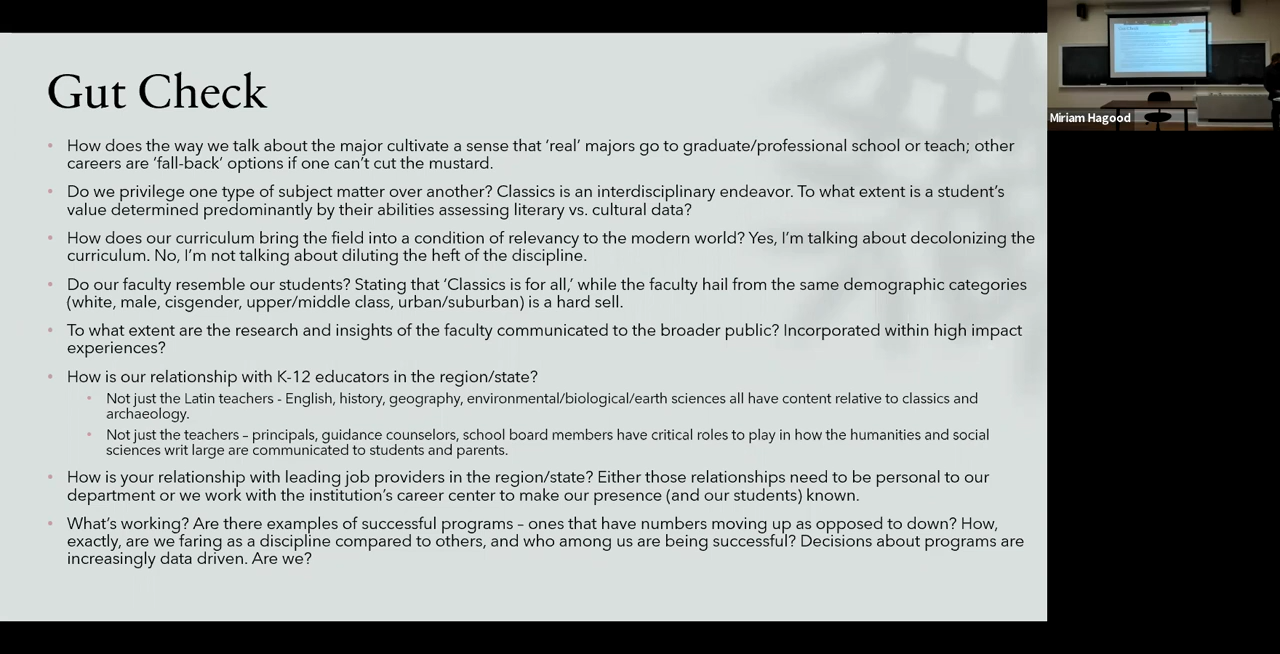 Gut Check
• How does the way we talk about the major cultivate a sense that ‘real’ majors go to graduate/professional school or teach; other
careers are ‘fall-back’ options if one can’t cut the mustard.
• Do we privilege one type of subject matter over another? Classics is an interdisciplinary endeavor. To what extent is a student’s
value determined predominantly by their abilities assessing literary vs. cultural data?
• How does our curriculum bring the field into a condition of relevancy to the modern world? Yes, I’m talking about decolonizing the
curriculum. No, I’m not talking about diluting the heft of the discipline.
• Do our faculty resemble our students? Stating that ‘Classics is for all,’ while the faculty hail from the same demographic categories
(white, male, cisgender, upper/middle class, urban/suburban) is a hard sell.
• To what extent are the research and insights of the faculty communicated to the broader public? Incorporated within high impact
experiences?
• How is our relationship with K-12 educators in the region/state?
• Not just the Latin teachers - English, history, geography, environmental/biological/earth sciences all have content relative to classics and
archaeology.
• Not just the teachers – principals, guidance counselors, school board members have critical roles to play in how the humanities and social
sciences writ large are communicated to students and parents.
• How is your relationship with leading job providers in the region/state? Either those relationships need to be personal to our
department or we work with the institution’s career center to make our presence (and our students) known.
• What’s working? Are there examples of successful programs – ones that have numbers moving up as opposed to down? How,
exactly, are we faring as a discipline compared to others, and who among us are being successful? Decisions about programs are
increasingly data driven. Are we?
Miriam Hagood